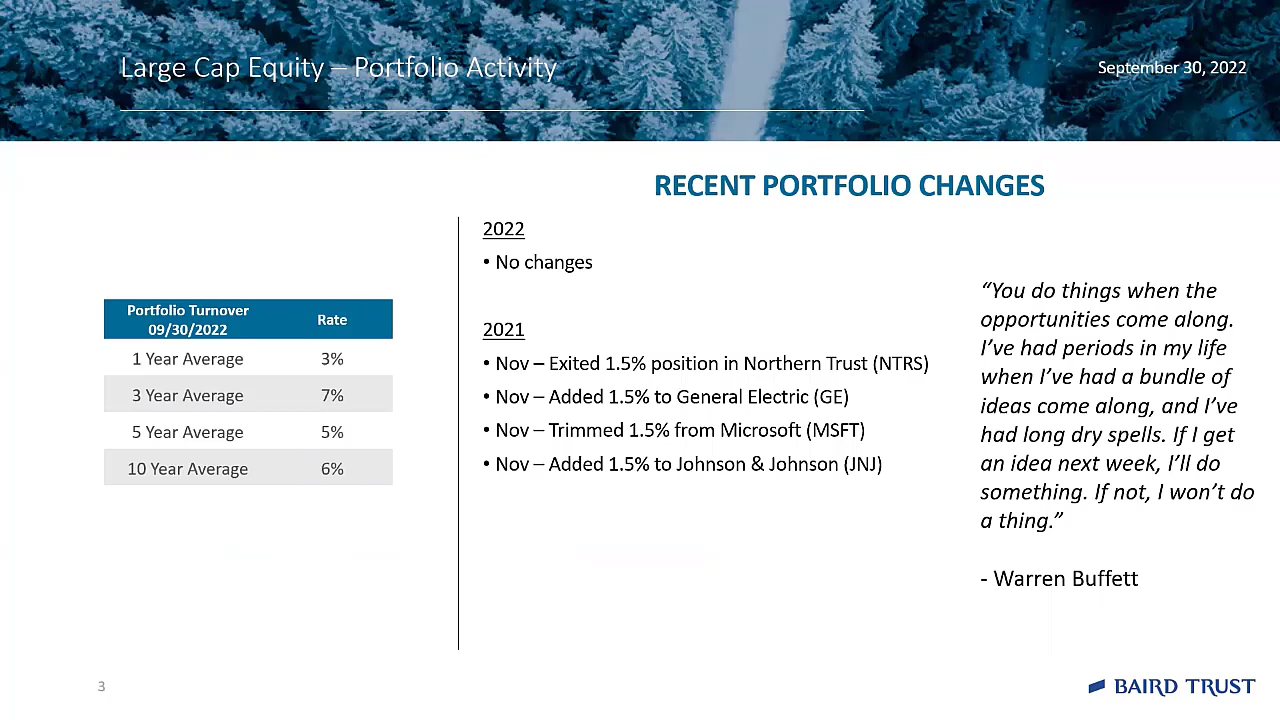 Large Cap Equity – Portfolio Activity
September 30, 2022
RECENT PORTFOLIO CHANGES
Portfolio Turnover
09/30/2022
Rate
1 Year Average 3%
3 Year Average 7%
5 Year Average 5%
10 Year Average 6%
2022
• No changes
2021
• Nov – Exited 1.5% position in Northern Trust (NTRS)
• Nov – Added 1.5% to General Electric (GE)
• Nov – Trimmed 1.5% from Microsoft (MSFT)
• Nov – Added 1.5% to Johnson & Johnson (JNJ)
“You do things when the
opportunities come along.
I’ve had periods in my life
when I’ve had a bundle of
ideas come along, and I’ve
had long dry spells. If I get
an idea next week, I’ll do
something. If not, I won’t do
a thing.”
- Warren Buffett
3
BAIRD TRUST